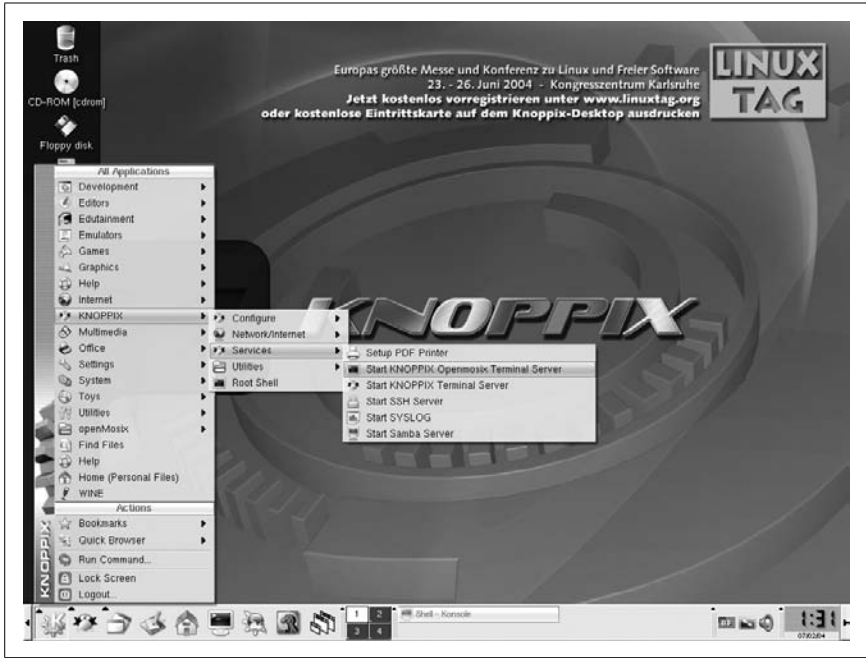 Trash
CD-ROM [cdrom]
Floppy disk
Europas größte Messe und Konferenz zu Linux und Freier Software
23. - 26. Juni 2004 - Kongresszentrum Karlsruhe
Jetzt kostenlos vorregistrieren unter www.linuxtag.org
oder kostenlose Eintrittskarte auf dem Knoppix-Desktop ausdrucken
LINUX
TAG
KNOPPIX
All Applications
Development
Editors
Edutainment
Emulators
Games
Graphics
Help
Internet
KNOPPIX
Multimedia
Office
Settings
System
Toys
Utilities
openMosix
Find Files
Help
Home (Personal Files)
WINE
Actions
Bookmarks
Quick Browser
Run Command...
Lock Screen
Logout...
KNOPPIX
Configure
Network/Internet
Services
Utilities
Root Shell
Setup PDF Printer
Start KNOPPIX Openmosix Terminal Server
Start KNOPPIX Terminal Server
Start SSH Server
Start SYSLOG
Start Samba Server
1 2
3 4
Shell - Konsole
1:31
07/02/04